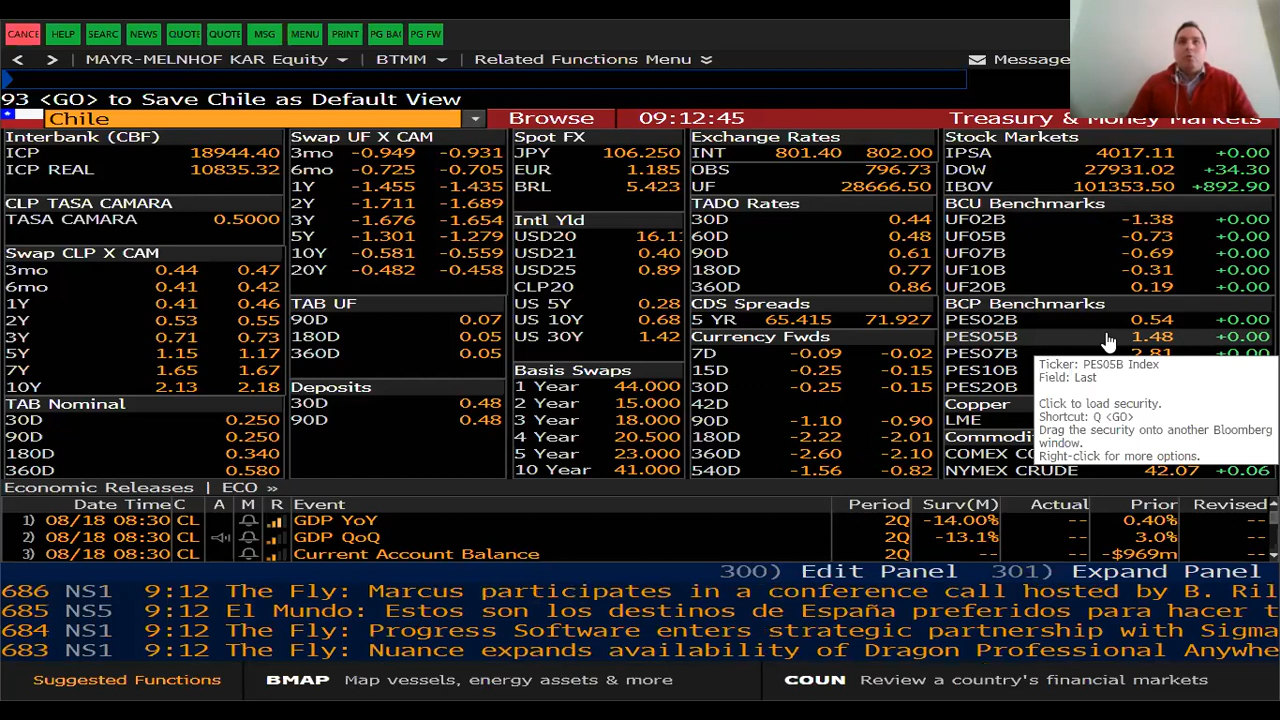 CANCE HELP SEARC NEWS QUOTE QUOTE MSG MENU PRINT PG BAC PG FW
< > MAYR-MELNHOF KAR Equity BTMM Related Functions Menu Message
93 <GO> to Save Chile as Default View
Chile Browse 09:12:45 Treasury & Money Markets
Interbank (CBF)
ICP 18944.40
ICP REAL 10835.32
CLP TASA CAMARA
TASA CAMARA 0.5000
Swap CLP X CAM
3mo 0.44 0.47
6mo 0.41 0.42
1Y 0.41 0.46
2Y 0.53 0.55
3Y 0.71 0.73
5Y 1.15 1.17
7Y 1.65 1.67
10Y 2.13 2.18
TAB Nominal
30D 0.250
90D 0.250
180D 0.340
360D 0.580
Swap UF X CAM
3mo -0.949 -0.931
6mo -0.725 -0.705
1Y -1.455 -1.435
2Y -1.711 -1.689
3Y -1.676 -1.654
5Y -1.301 -1.279
10Y -0.581 -0.559
20Y -0.482 -0.458
TAB UF
90D 0.07
180D 0.05
360D 0.05
Deposits
30D 0.48
90D 0.48
Spot FX
JPY 106.250
EUR 1.185
BRL 5.423
Intl Yld
USD20 16.1
USD21 0.40
USD25 0.89
CLP20
US 5Y 0.28
US 10Y 0.68
US 30Y 1.42
Basis Swaps
1 Year 44.000
2 Year 15.000
3 Year 18.000
4 Year 20.500
5 Year 23.000
10 Year 41.000
Exchange Rates
INT 801.40 802.00
OBS 796.73
UF 28666.50
TADO Rates
30D 0.44
60D 0.48
90D 0.61
180D 0.77
360D 0.86
CDS Spreads
5 YR 65.415 71.927
Currency Fwds
7D -0.09 -0.02
15D -0.25 -0.15
30D -0.25 -0.15
42D
90D -1.10 -0.90
180D -2.22 -2.01
360D -2.60 -2.10
540D -1.56 -0.82
Stock Markets
IPSA 4017.11 +0.00
DOW 27931.02 +34.30
IBOV 101353.50 +892.90
BCU Benchmarks
UF02B -1.38 +0.00
UF05B -0.73 +0.00
UF07B -0.69 +0.00
UF10B -0.31 +0.00
UF20B 0.19 +0.00
BCP Benchmarks
PES02B 0.54 +0.00
PES05B 1.48 +0.00
PES07B 2.81 +0.00
PES10B
PES20B
Copper
LME
Commodi
COMEX C
NYMEX CRUDE 42.07 +0.06
Ticker: PES05B Index
Field: Last
Click to load security.
Shortcut: Q <GO>
Drag the security onto another Bloomberg
window.
Right-click for more options.
Economic Releases | ECO »
Date Time C A M R Event Period Surv(M) Actual Prior Revised
1) 08/18 08:30 CL GDP YoY 2Q -14.00% -- 0.40% --
2) 08/18 08:30 CL GDP QoQ 2Q -13.1% -- 3.0% --
3) 08/18 08:30 CL Current Account Balance 2Q -- -- -$969m --
300) Edit Panel 301) Expand Panel
686 NS1 9:12 The Fly: Marcus participates in a conference call hosted by B. Ril
685 NS5 9:12 El Mundo: Estos son los destinos de España preferidos para hacer t
684 NS1 9:12 The Fly: Progress Software enters strategic partnership with Sigma
683 NS1 9:12 The Fly: Nuance expands availability of Dragon Professional Anywhe
Suggested Functions BMAP Map vessels, energy assets & more COUN Review a country's financial markets